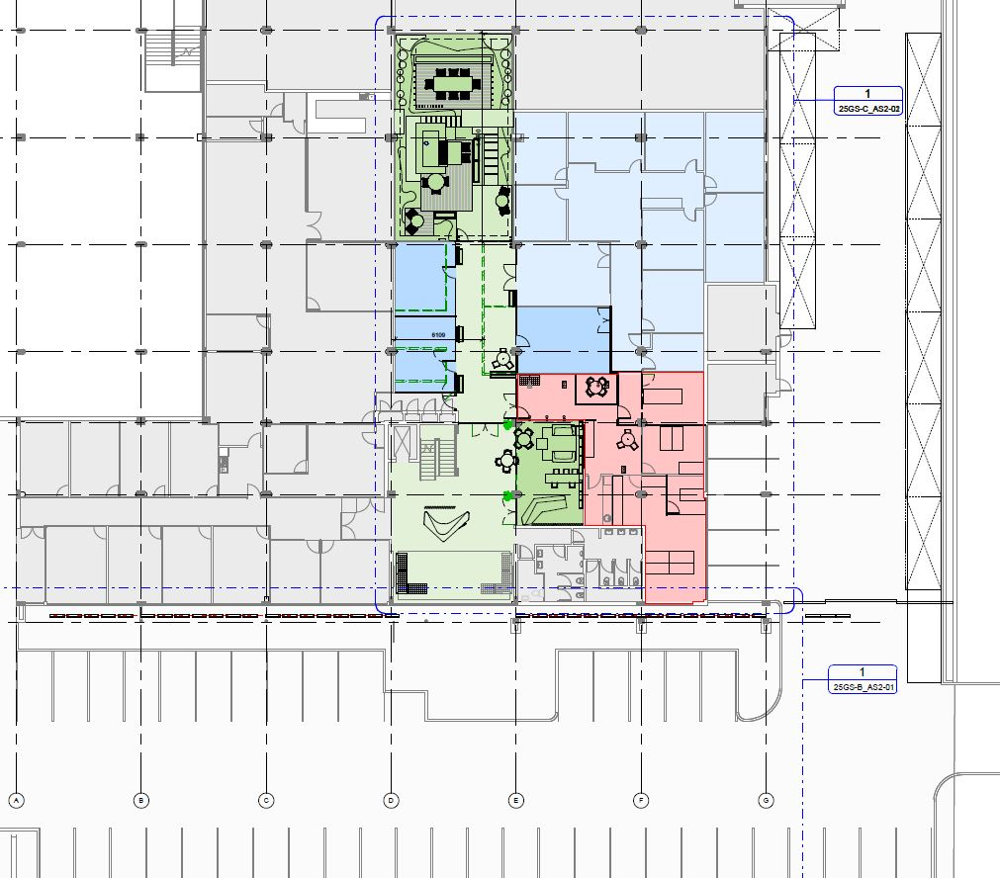 1
25GS-C_AS2-02
6109
1
25GS-B_AS2-01
A
B
C
D
E
F
G